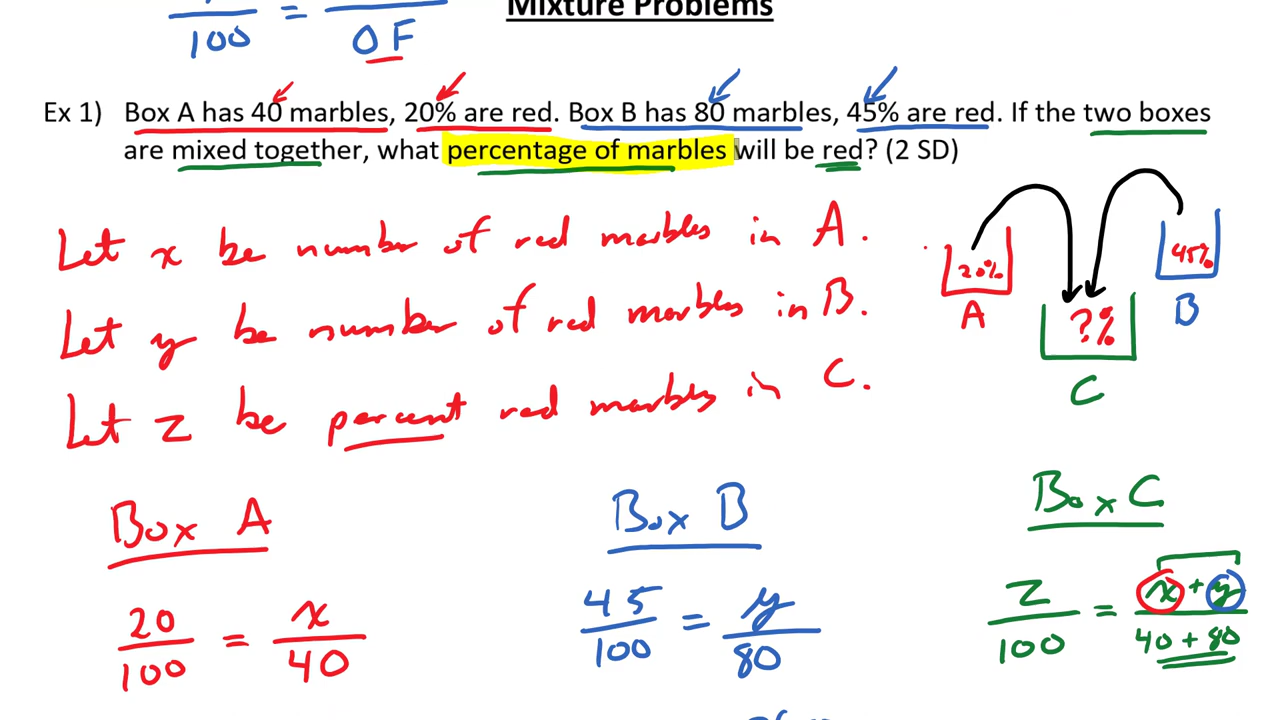 Mixture Problems
100 = OF
Ex 1) Box A has 40 marbles, 20% are red. Box B has 80 marbles, 45% are red. If the two boxes
are mixed together, what percentage of marbles will be red? (2 SD)
Let x be number of red marbles in A.
20%
45%
A
B
Let y be number of red marbles in B.
?%
C
Let z be percent red marbles in C.
Box A
Box B
Box C
20/100 = x/40
45/100 = y/80
z/100 = x + y/40 + 80